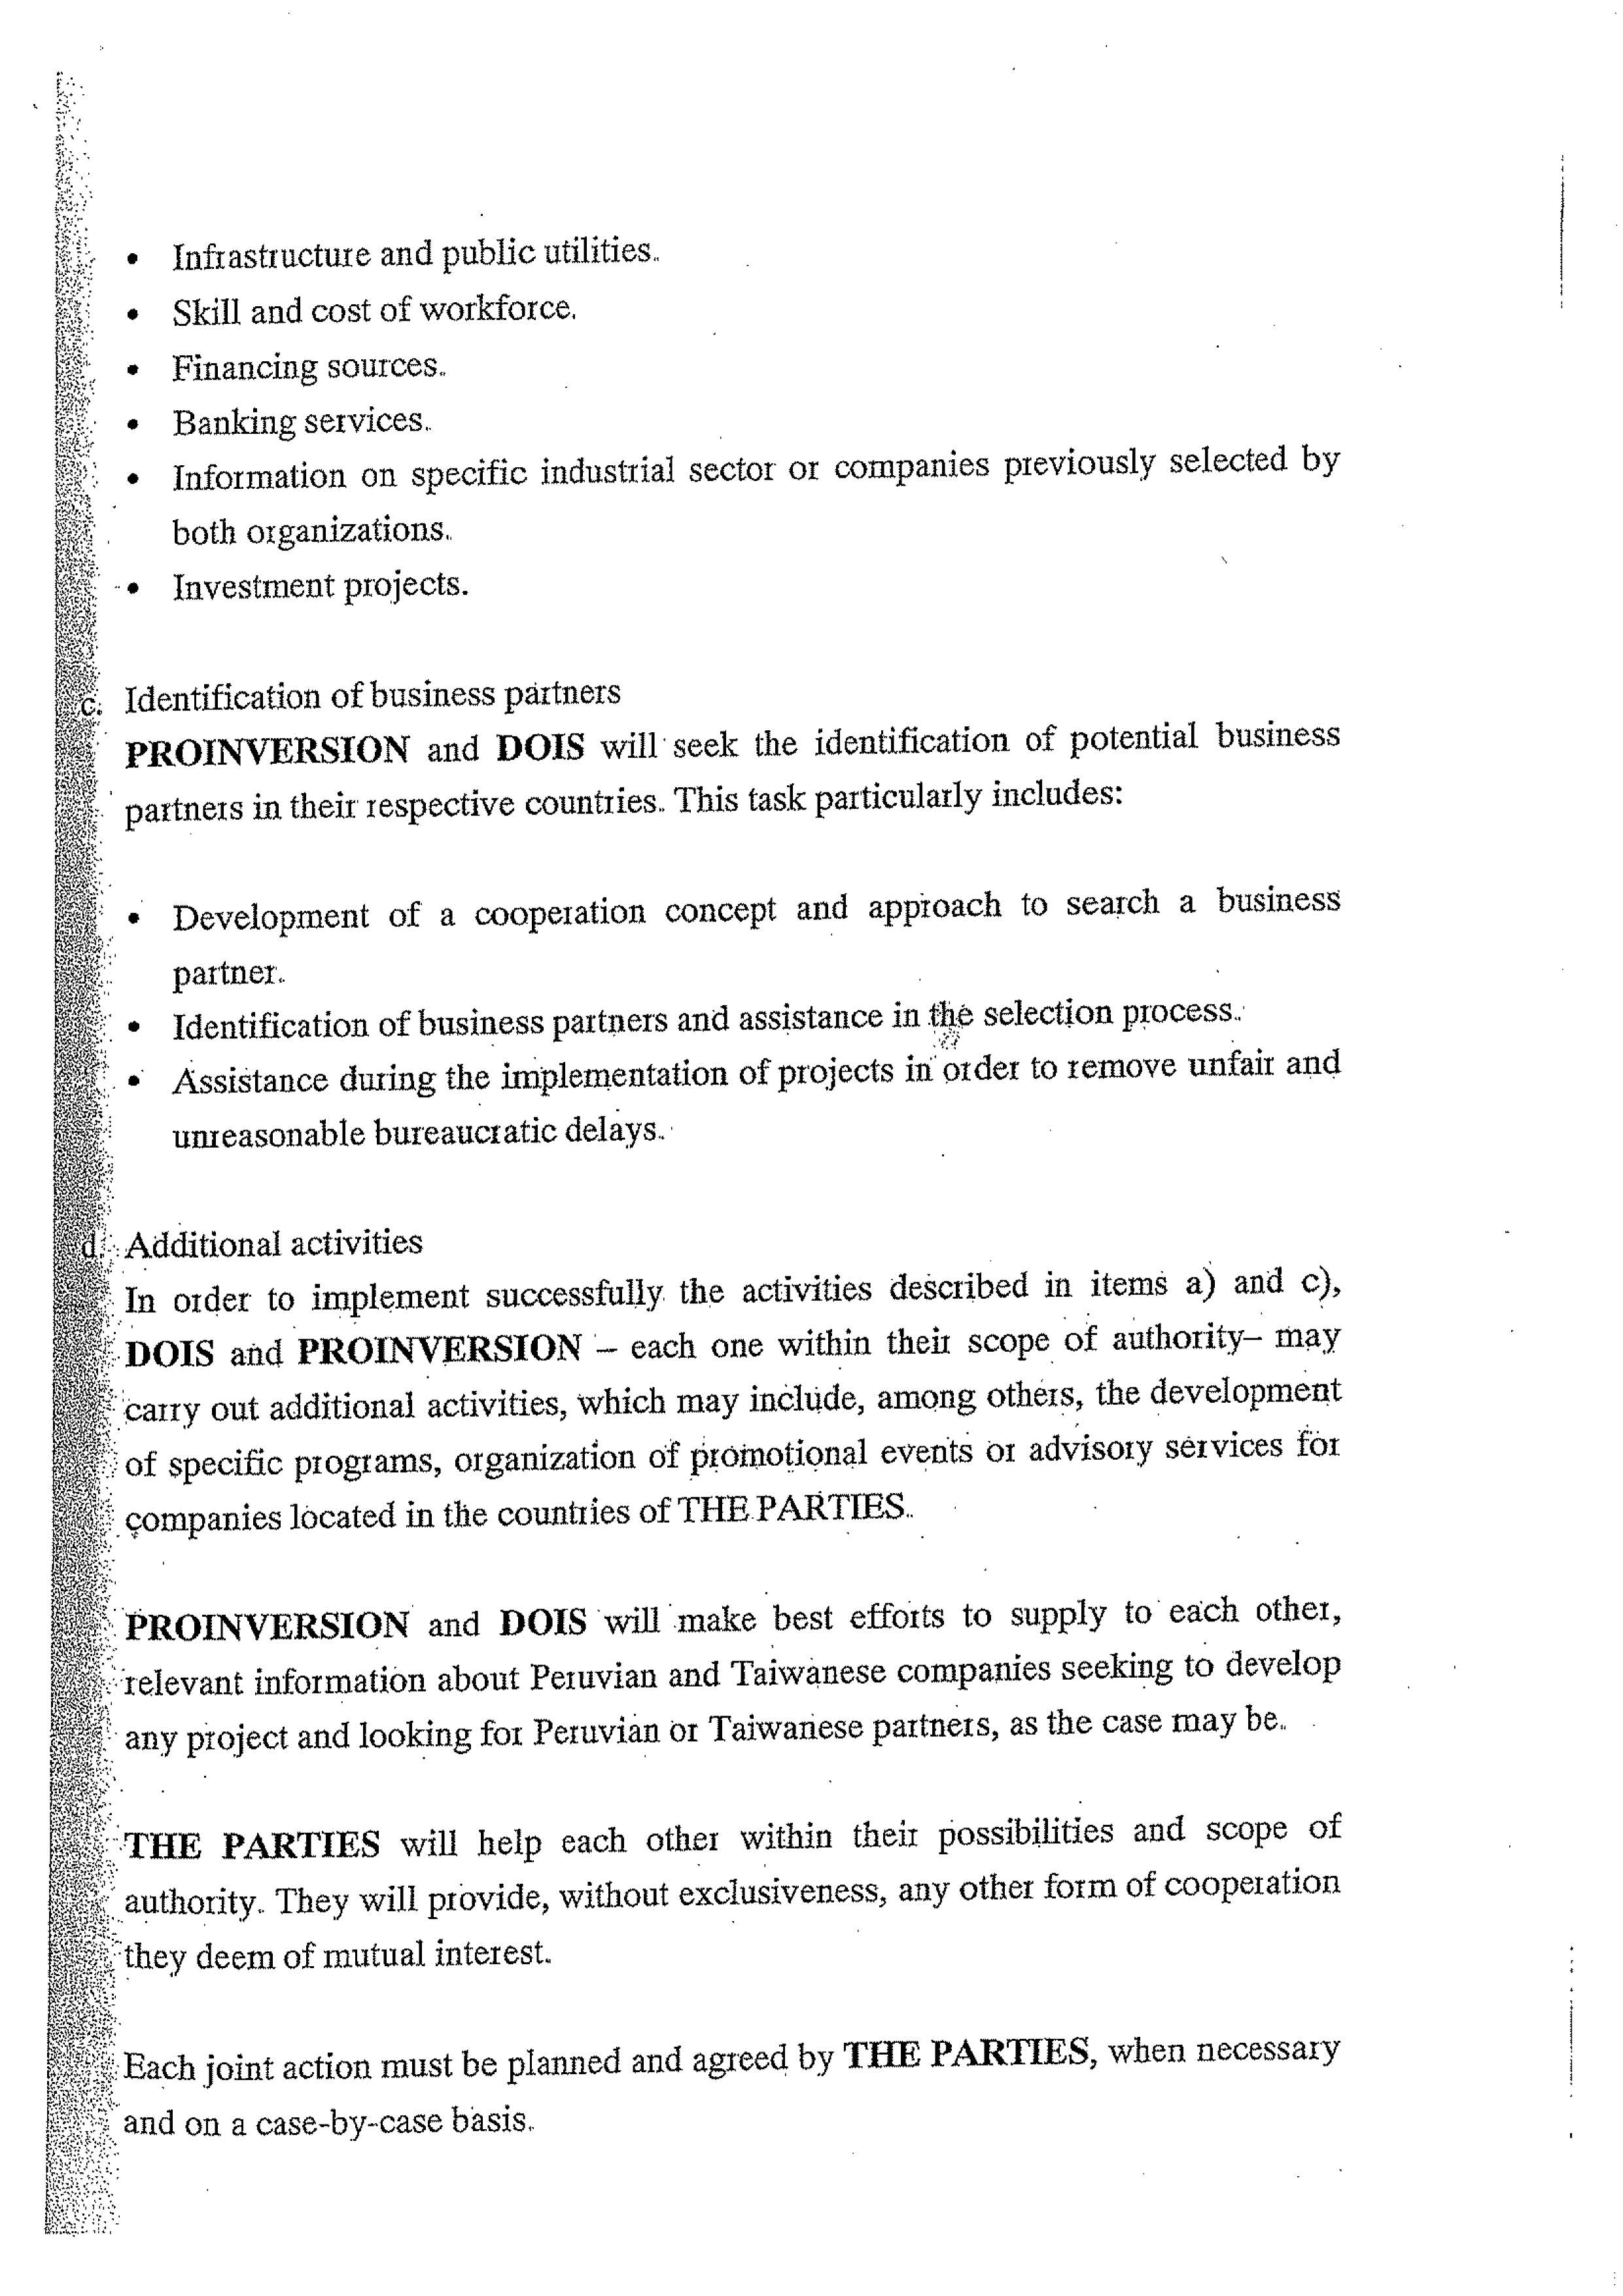 • Infrastructure and public utilities.
• Skill and cost of workforce.
• Financing sources.
• Banking services.
• Information on specific industrial sector or companies previously selected by
both organizations.
• Investment projects.
c. Identification of business partners
PROINVERSION and DOIS will seek the identification of potential business
partners in their respective countries. This task particularly includes:
• Development of a cooperation concept and approach to search a business
partner.
• Identification of business partners and assistance in the selection process.
• Assistance during the implementation of projects in order to remove unfair and
unreasonable bureaucratic delays.
d. Additional activities
In order to implement successfully the activities described in items a) and c),
DOIS and PROINVERSION – each one within their scope of authority– may
carry out additional activities, which may include, among others, the development
of specific programs, organization of promotional events or advisory services for
companies located in the countries of THE PARTIES.
PROINVERSION and DOIS will make best efforts to supply to each other,
relevant information about Peruvian and Taiwanese companies seeking to develop
any project and looking for Peruvian or Taiwanese partners, as the case may be.
THE PARTIES will help each other within their possibilities and scope of
authority. They will provide, without exclusiveness, any other form of cooperation
they deem of mutual interest.
Each joint action must be planned and agreed by THE PARTIES, when necessary
and on a case-by-case basis.